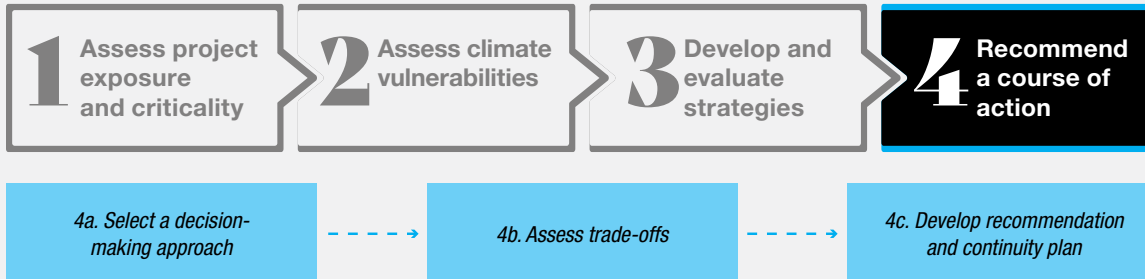 1 Assess project
exposure
and criticality
2 Assess climate
vulnerabilities
3 Develop and
evaluate
strategies
4 Recommend
a course of
action
4a. Select a decision-
making approach
4b. Assess trade-offs
4c. Develop recommendation
and continuity plan